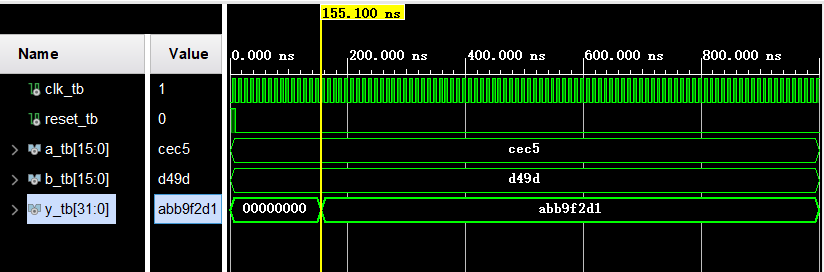 155.100 ns
Name Value 0.000 ns 200.000 ns 400.000 ns 600.000 ns 800.000 ns
clk_tb 1
reset_tb 0
a_tb[15:0] cec5 cec5
b_tb[15:0] d49d d49d
y_tb[31:0] abb9f2d1 00000000 abb9f2d1